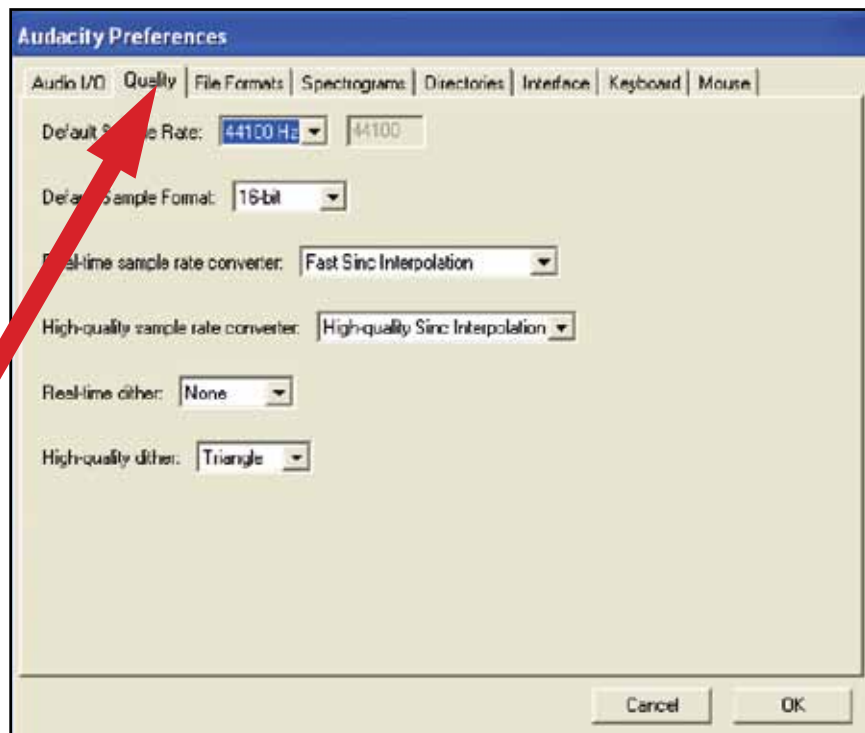 Audacity Preferences
Audio I/O Quality File Formats Spectrograms Directories Interface Keyboard Mouse
Default Rate: 44100 Hz 44100
Sample Format: 16-bit
sample rate converter: Fast Sinc Interpolation
High-quality sample rate converter: High-quality Sinc Interpolation
Real-time dither: None
High-quality dither: Triangle
Cancel OK